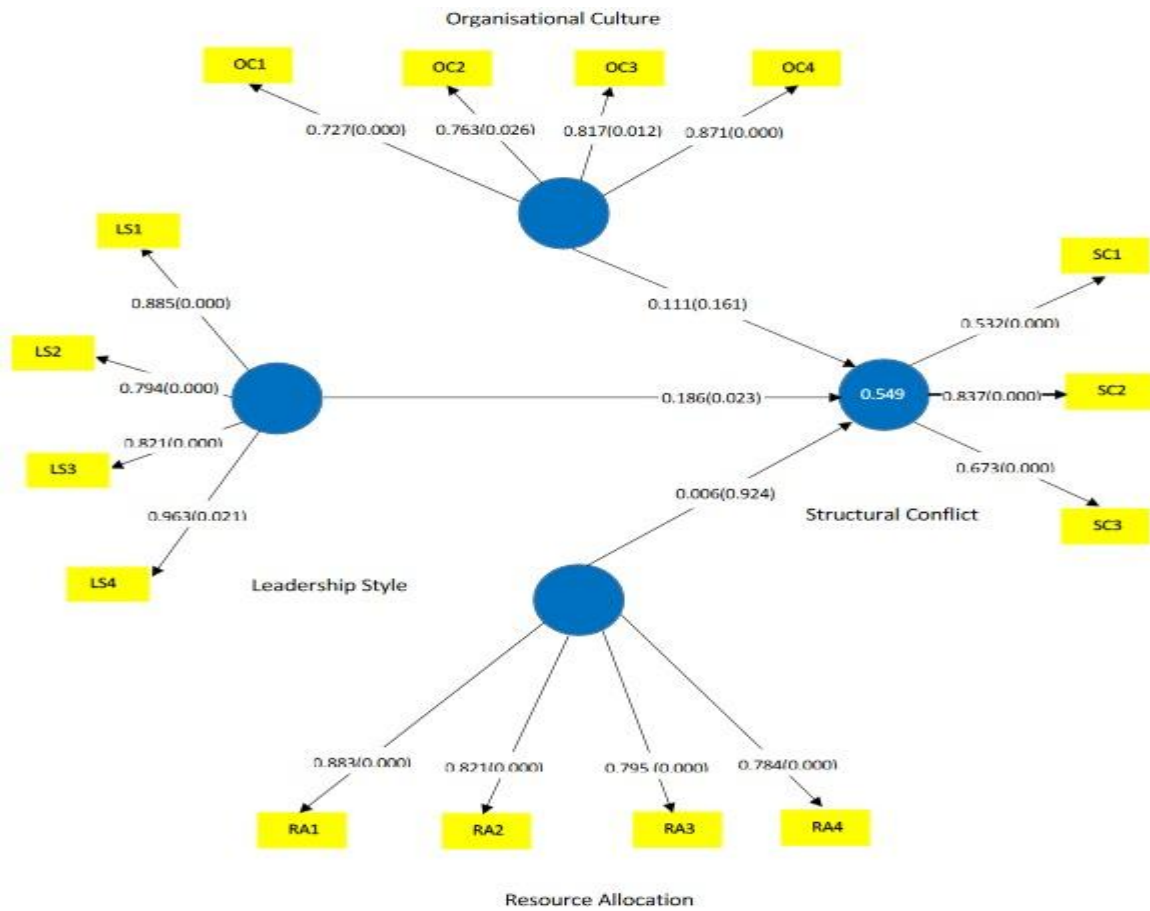 Organisational Culture
OC1
OC2
OC3
OC4
0.727(0.000)
0.763(0.026)
0.817(0.012)
0.871(0.000)
LS1
SC1
0.885(0.000)
0.111(0.161)
0.532(0.000)
LS2
0.794(0.000)
0.186(0.023)
0.549
0.837(0.000)
SC2
0.821(0.000)
LS3
0.673(0.000)
0.006(0.924)
0.963(0.021)
Structural Conflict
SC3
LS4
Leadership Style
0.883(0.000)
0.821(0.000)
0.795 (0.000)
0.784(0.000)
RA1
RA2
RA3
RA4
Resource Allocation